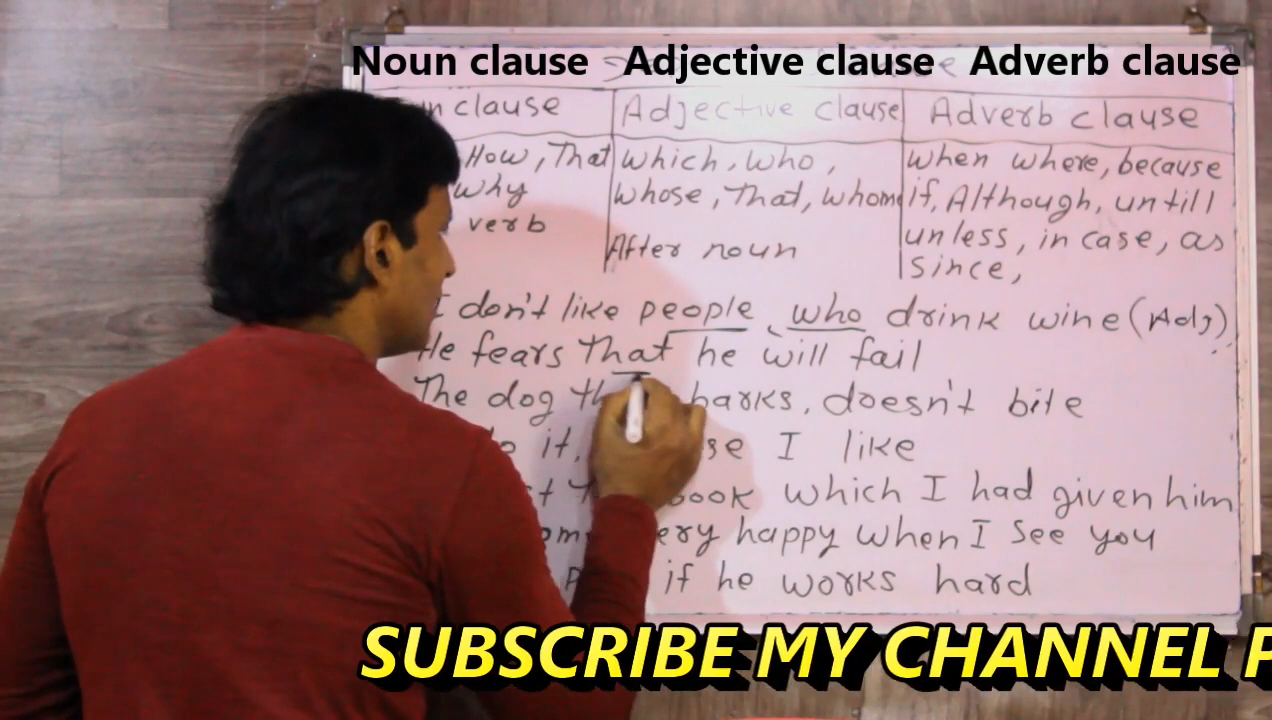 Noun clause Adjective clause Adverb clause
clause Adjective clause Adverb clause
How, That which, who, when where, because
why whose, That, whom if, Although, untill
verb After noun unless, in case, as
since,
I don't like people, who drink wine (Adj)
He fears that he will fail
The dog barks, doesn't bite
it, I like
book which I had given him
happy when I see you
if he works hard
SUBSCRIBE MY CHANNEL